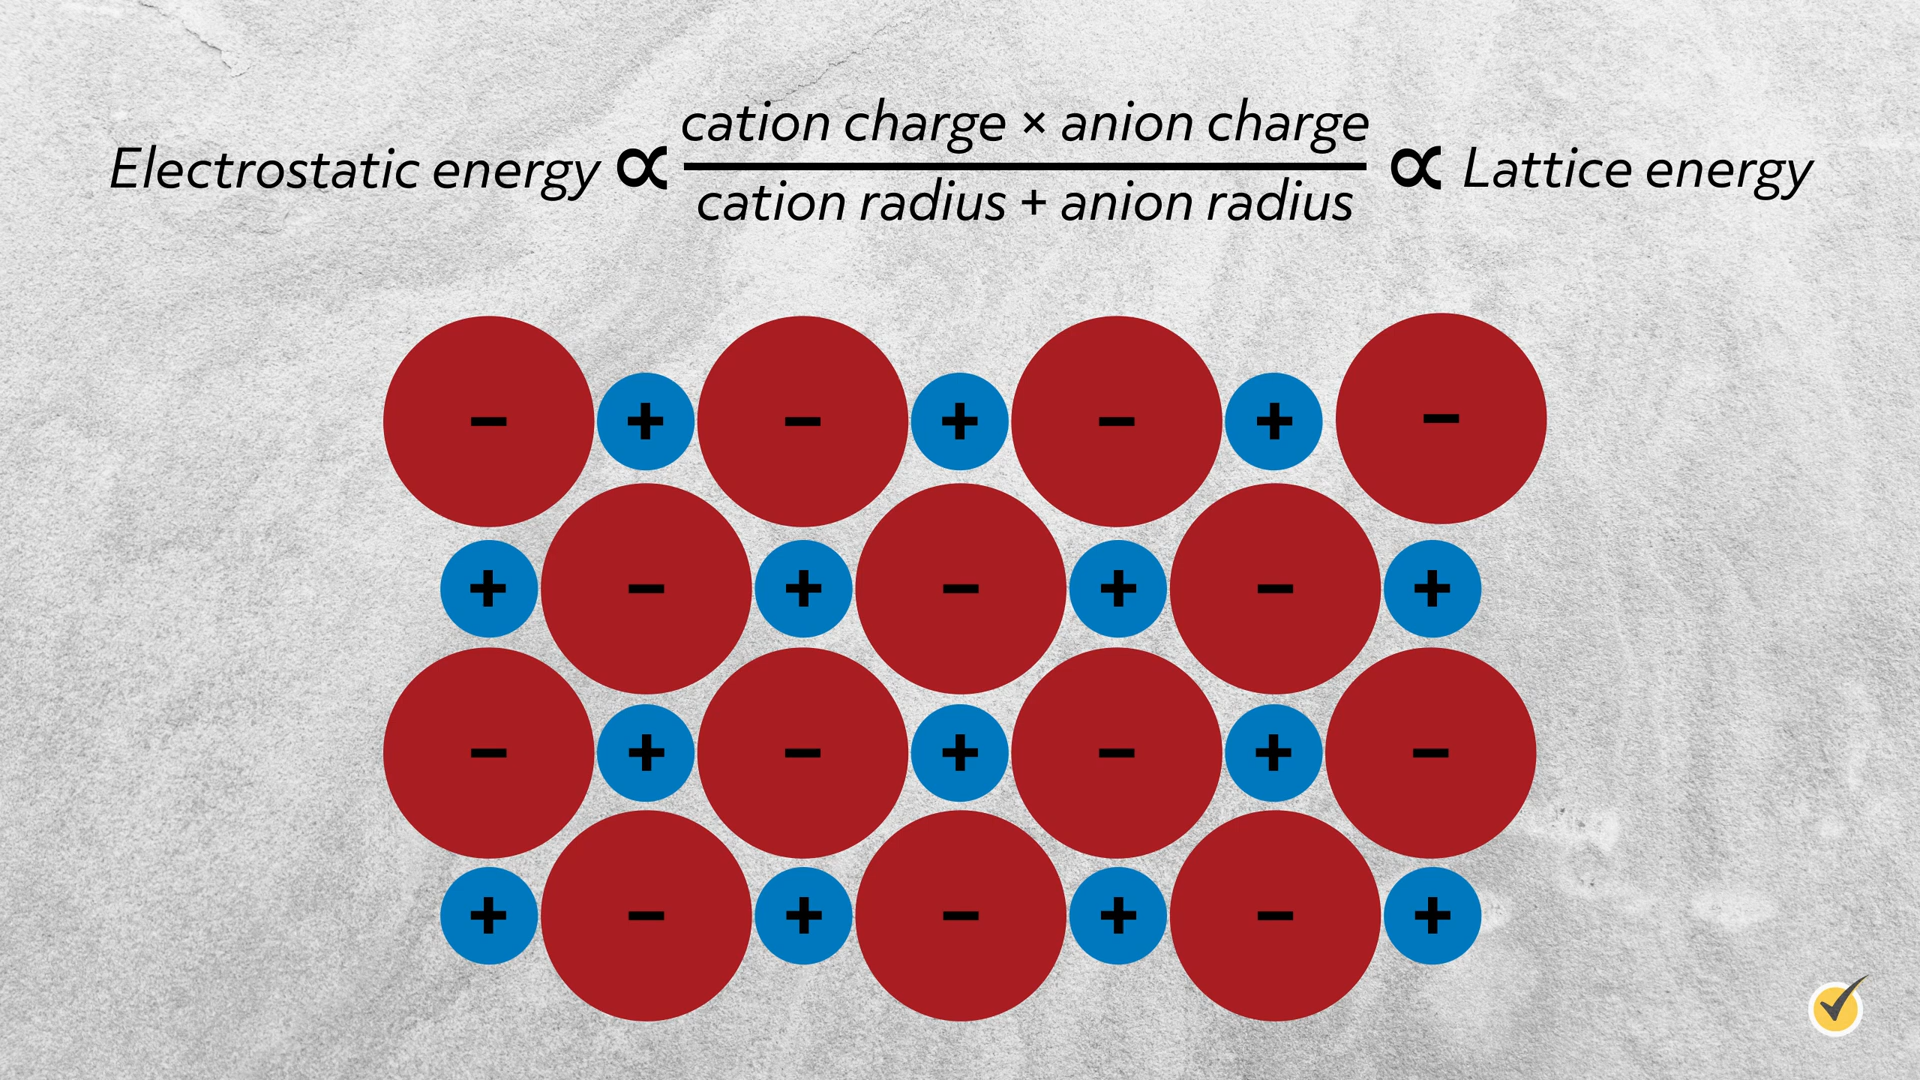 cation charge × anion charge
Electrostatic energy ∝ ∝ Lattice energy
cation radius + anion radius
− + − + − + −
+ − + − + − +
− + − + − + −
+ − + − + − +